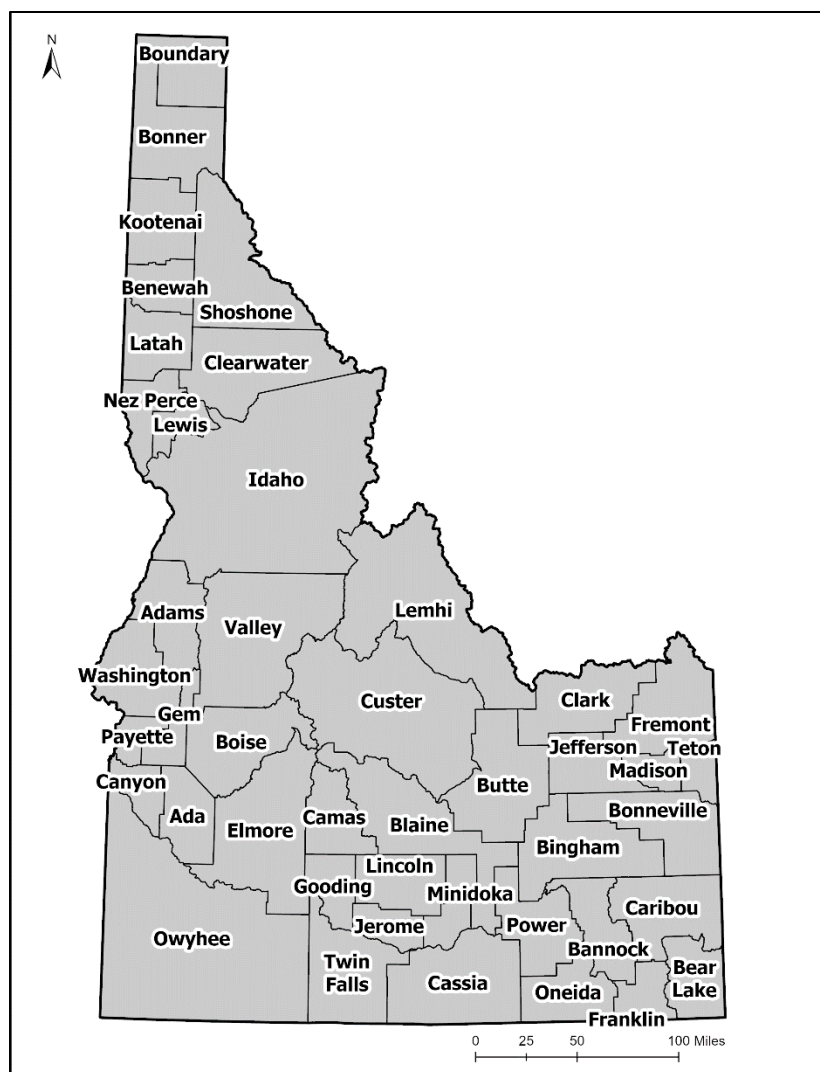 N
Boundary
Bonner
Kootenai
Benewah
Shoshone
Latah
Clearwater
Nez Perce
Lewis
Idaho
Adams
Lemhi
Valley
Washington
Custer
Clark
Gem
Fremont
Payette
Boise
Jefferson
Teton
Madison
Canyon
Butte
Ada
Camas
Bonneville
Elmore
Blaine
Bingham
Lincoln
Gooding
Minidoka
Caribou
Jerome
Power
Owyhee
Bannock
Twin
Falls
Bear
Lake
Cassia
Oneida
Franklin
0 25 50 100 Miles